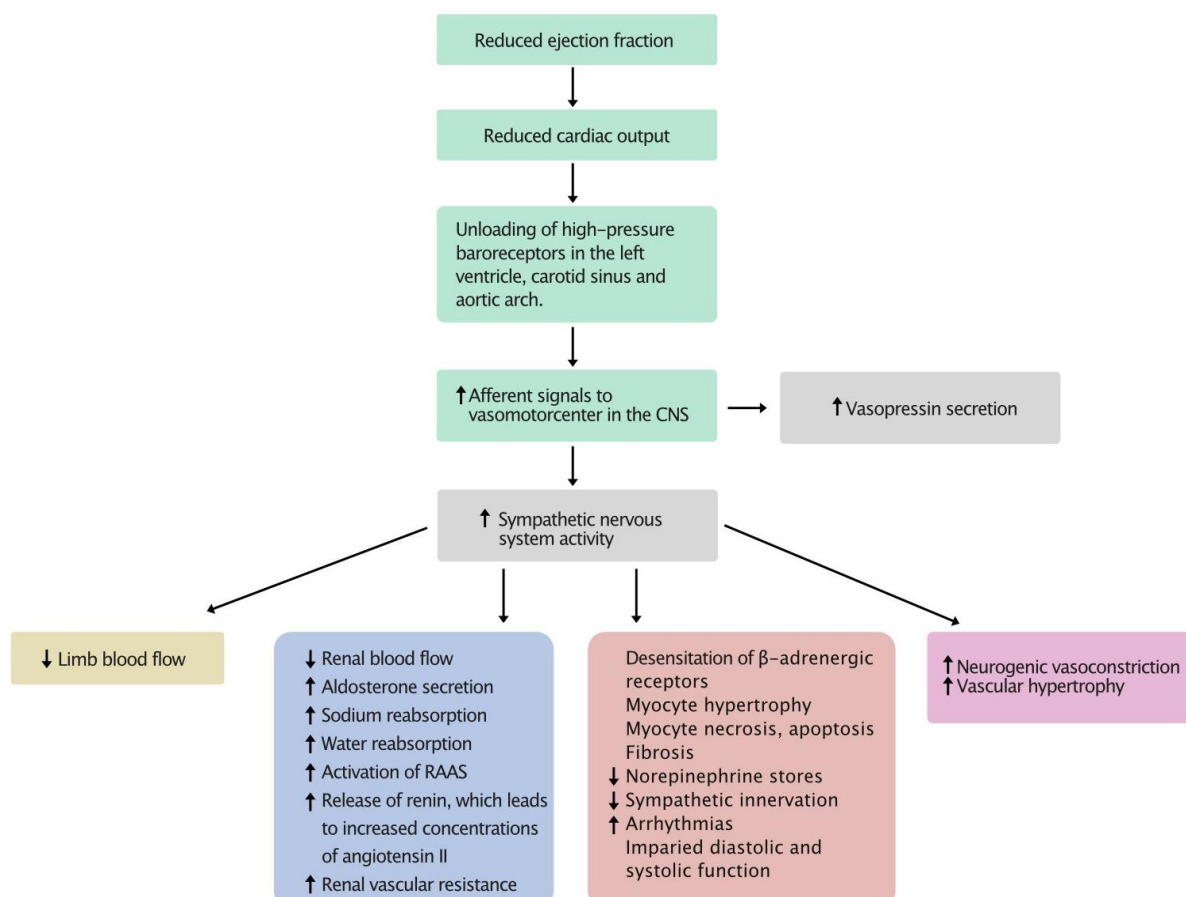 Reduced ejection fraction
Reduced cardiac output
Unloading of high-pressure
baroreceptors in the left
ventricle, carotid sinus and
aortic arch.
↑ Afferent signals to
vasomotorcenter in the CNS
↑ Vasopressin secretion
↑ Sympathetic nervous
system activity
↓ Limb blood flow
↓ Renal blood flow
↑ Aldosterone secretion
↑ Sodium reabsorption
↑ Water reabsorption
↑ Activation of RAAS
↑ Release of renin, which leads
to increased concentrations
of angiotensin II
↑ Renal vascular resistance
Desensitation of β-adrenergic
receptors
Myocyte hypertrophy
Myocyte necrosis, apoptosis
Fibrosis
↓ Norepinephrine stores
↓ Sympathetic innervation
↑ Arrhythmias
Imparied diastolic and
systolic function
↑ Neurogenic vasoconstriction
↑ Vascular hypertrophy